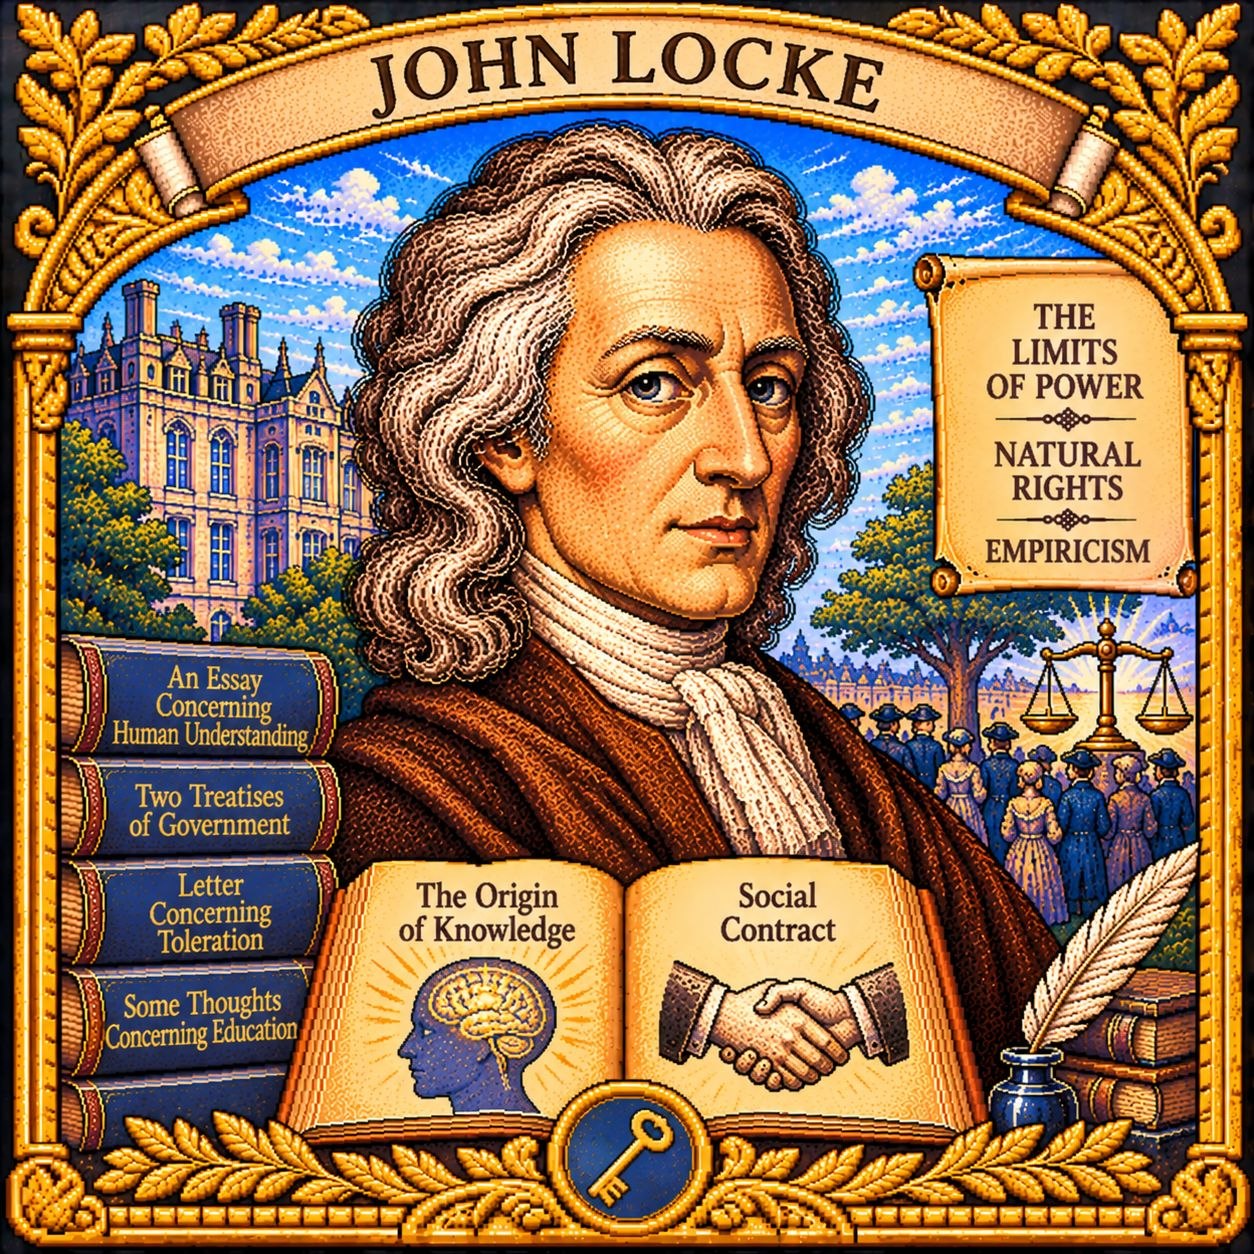 JOHN LOCKE
THE
LIMITS
OF POWER
NATURAL
RIGHTS
EMPIRICISM
An Essay
Concerning
Human Understanding
Two Treatises
of Government
Letter
Concerning
Toleration
Some Thoughts
Concerning Education
The Origin
of Knowledge
Social
Contract